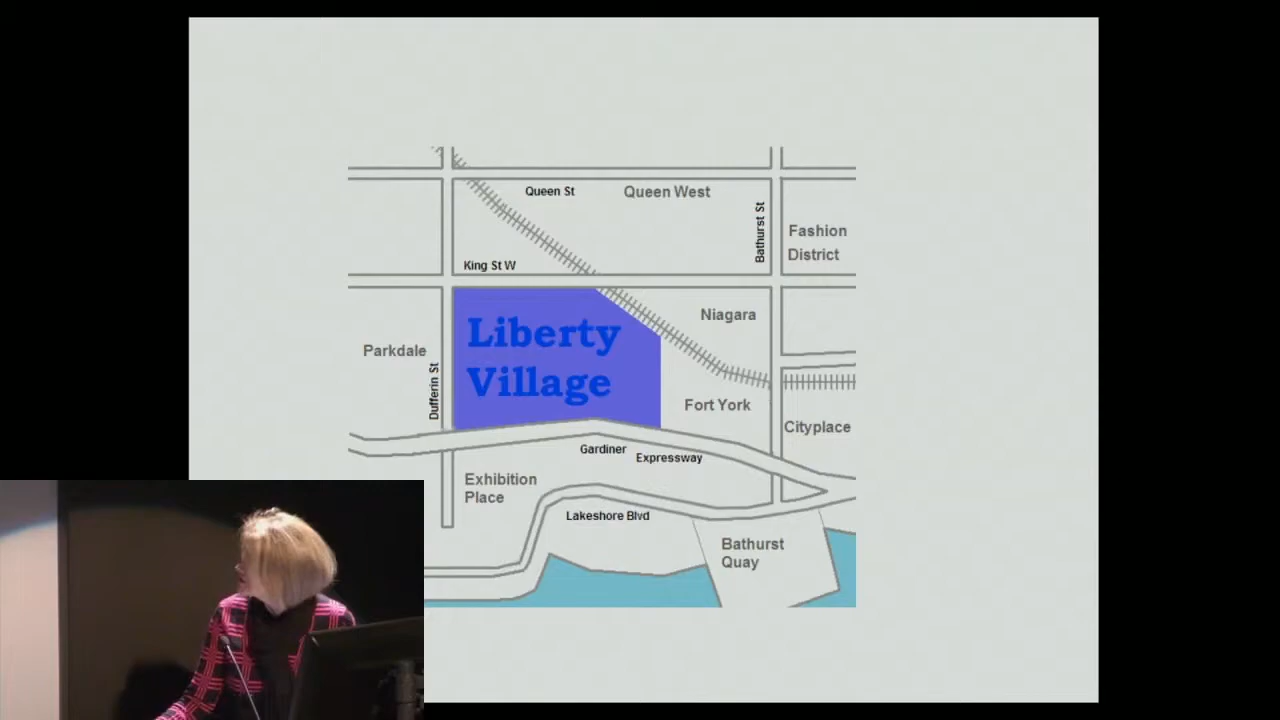 Queen St
Queen West
Bathurst St
Fashion
District
King St W
Liberty
Village
Niagara
Parkdale
Dufferin St
Fort York
Cityplace
Gardiner
Expressway
Exhibition
Place
Lakeshore Blvd
Bathurst
Quay